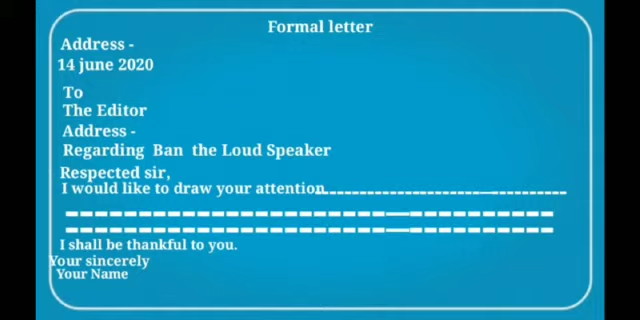 Formal letter
Address -
14 june 2020
To
The Editor
Address -
Regarding Ban the Loud Speaker
Respected sir,
I would like to draw your attention
I shall be thankful to you.
Your sincerely
Your Name